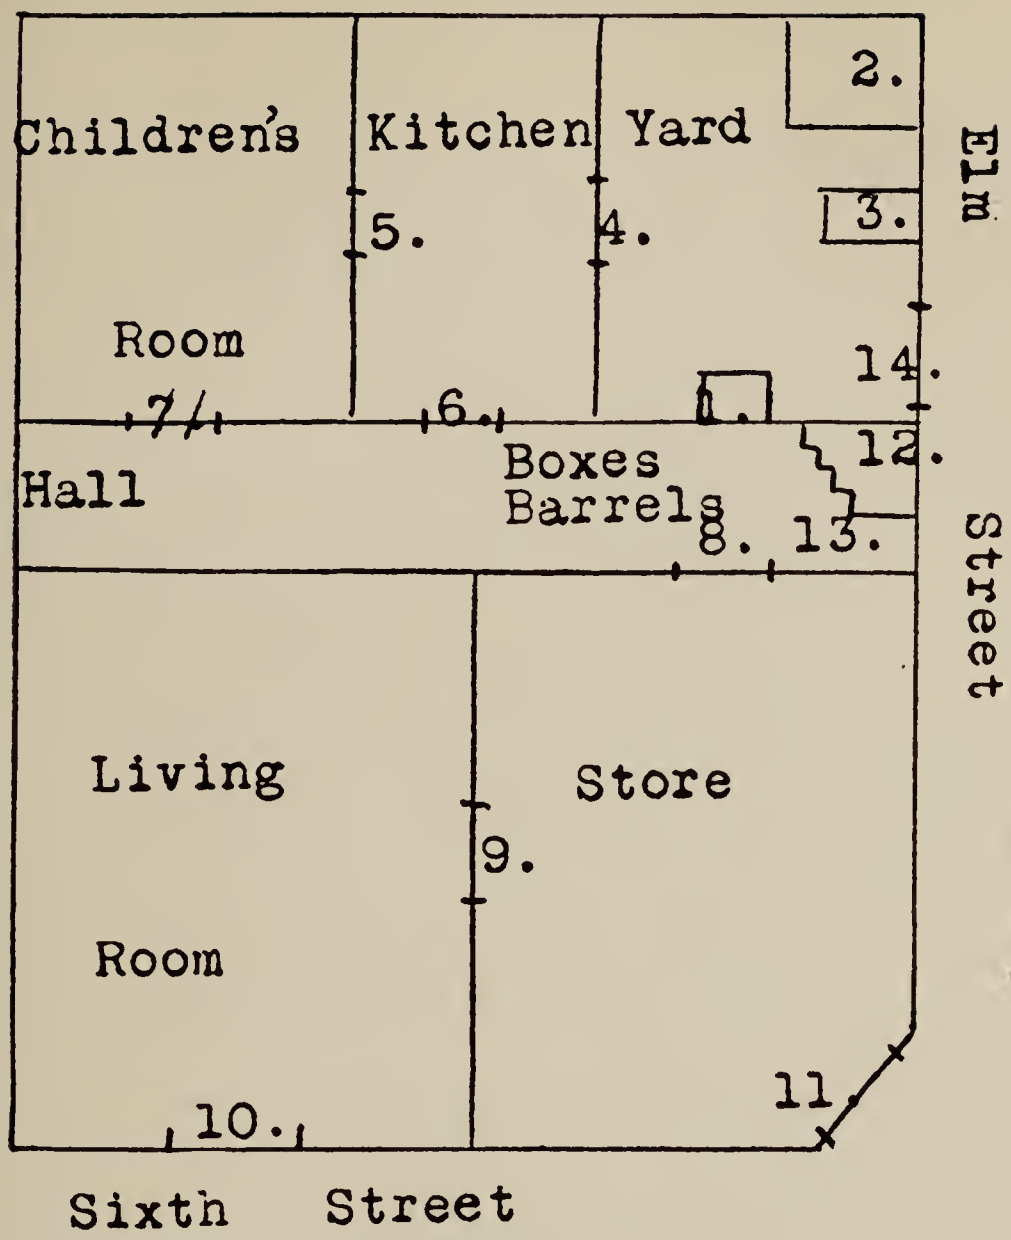 2.
Children's Kitchen Yard
Elm
3.
5. 4.
Room
14.
7
6.
12.
Boxes
Hall
Barrels
8. 13.
Street
Living Store
9.
Room
11.
10.
Sixth Street